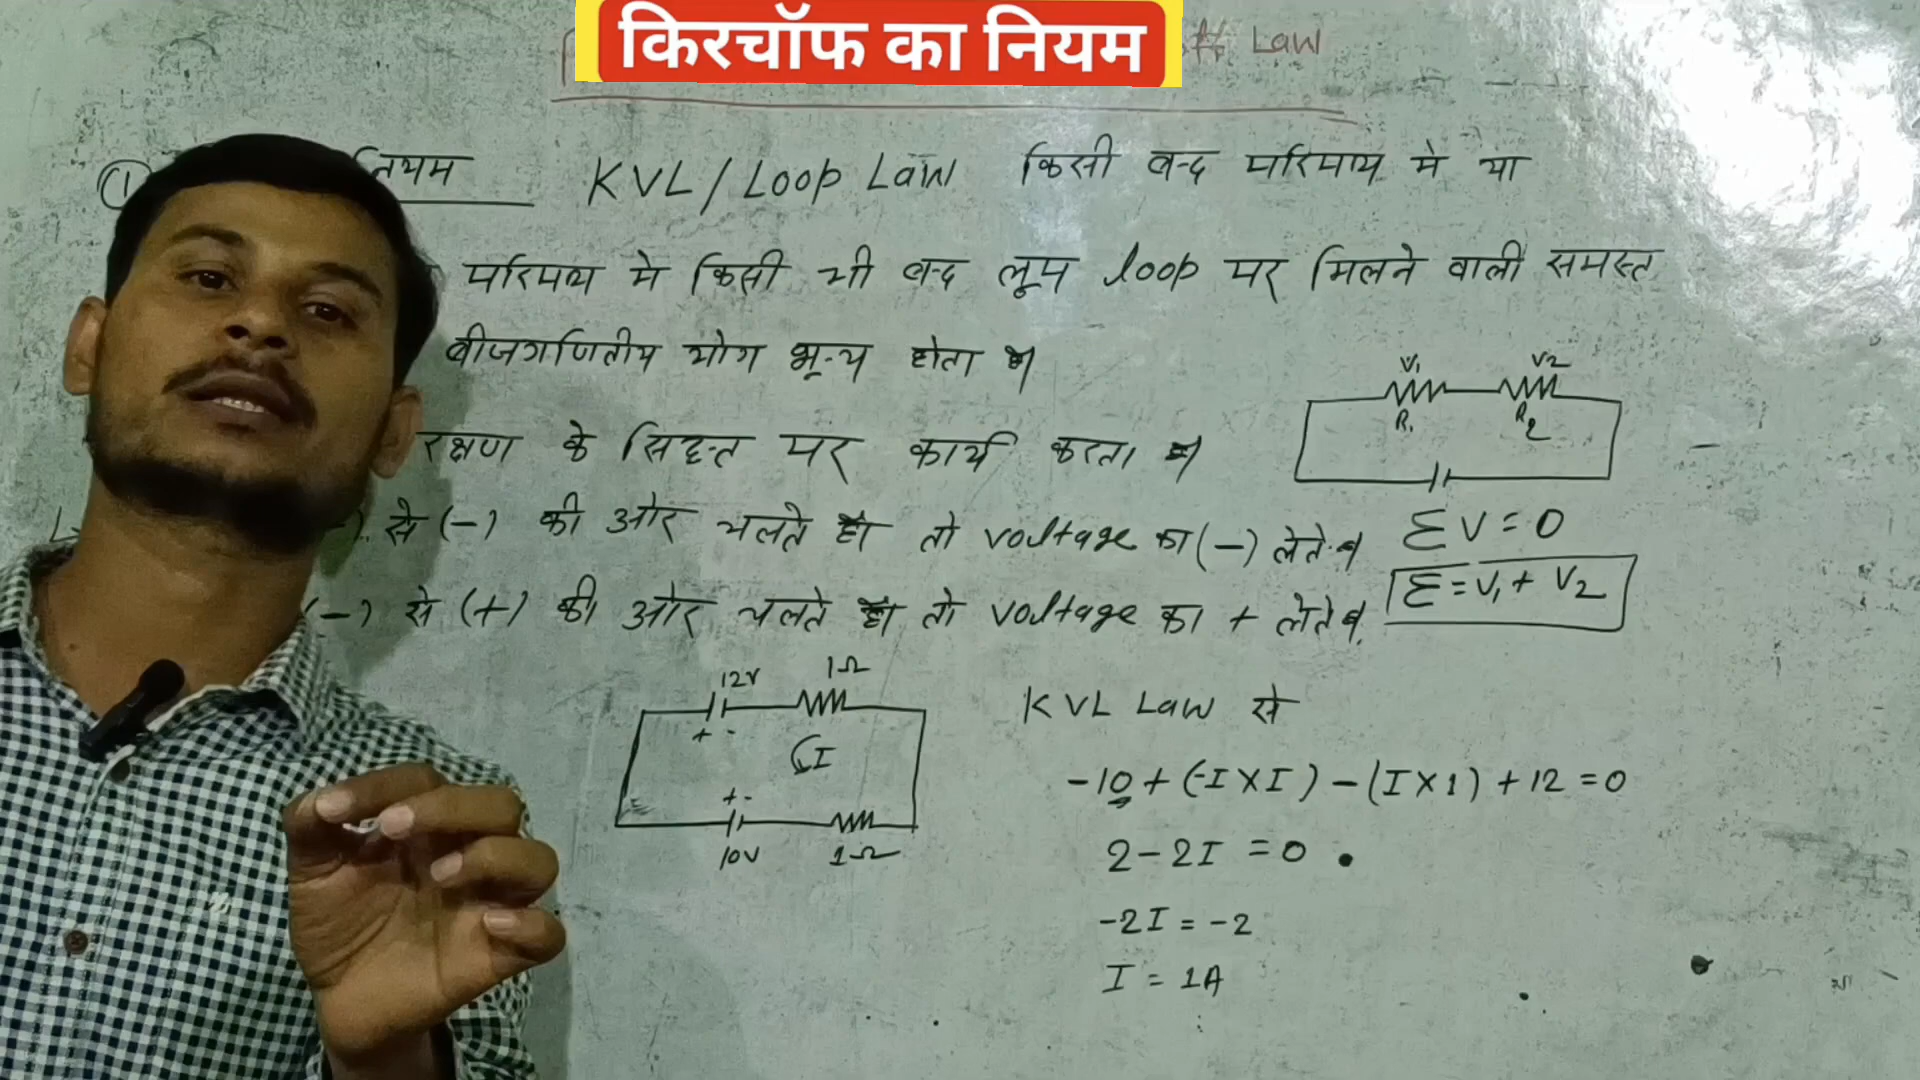 किरचॉफ का नियम
Law
① नियम KVL / Loop Law किसी बन्द परिपथ मे या
परिपथ मे किसी भी बन्द लूप loop पर मिलने वाली समस्त
बीजगणितीय योग शून्य होता है
V1 V2
R1 R2
रक्षण के सिद्दन्त पर कार्य करता है
से (-) की ओर चलते है तो voltage का (-) लेते है
ΣV = 0
(-) से (+) की ओर चलते है तो voltage का + लेते है
Σ = V1 + V2
12V 1Ω
+ -
I
+ -
10V 1Ω
KVL Law से
-10 + (-I X I) - (I X 1) + 12 = 0
2 - 2I = 0
-2I = -2
I = 1A